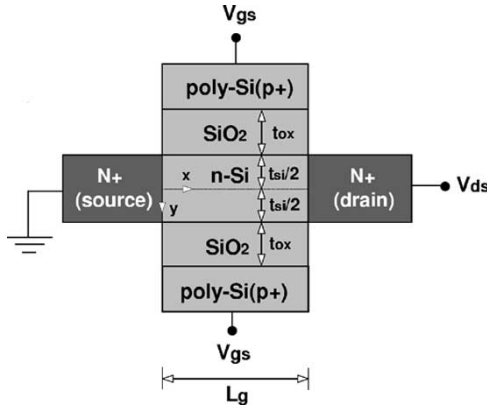 Vgs
poly-Si(p+)
SiO2
tox
N+
(source)
x
n-Si
tsi/2
y
tsi/2
N+
(drain)
Vds
SiO2
tox
poly-Si(p+)
Vgs
Lg